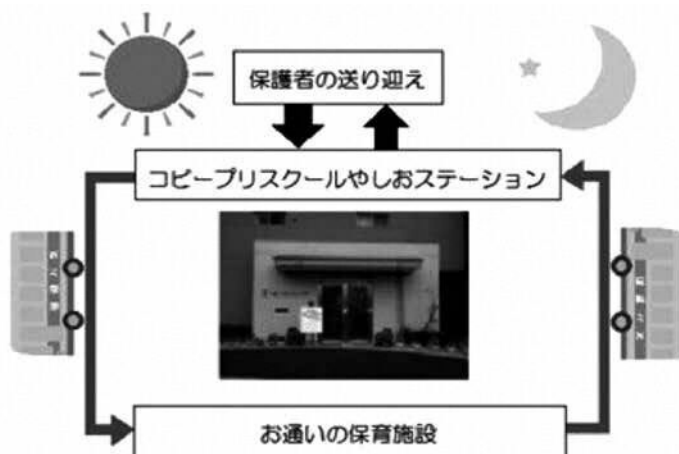 保護者の送り迎え
コピープリスクールやしおステーション
お通いの保育施設